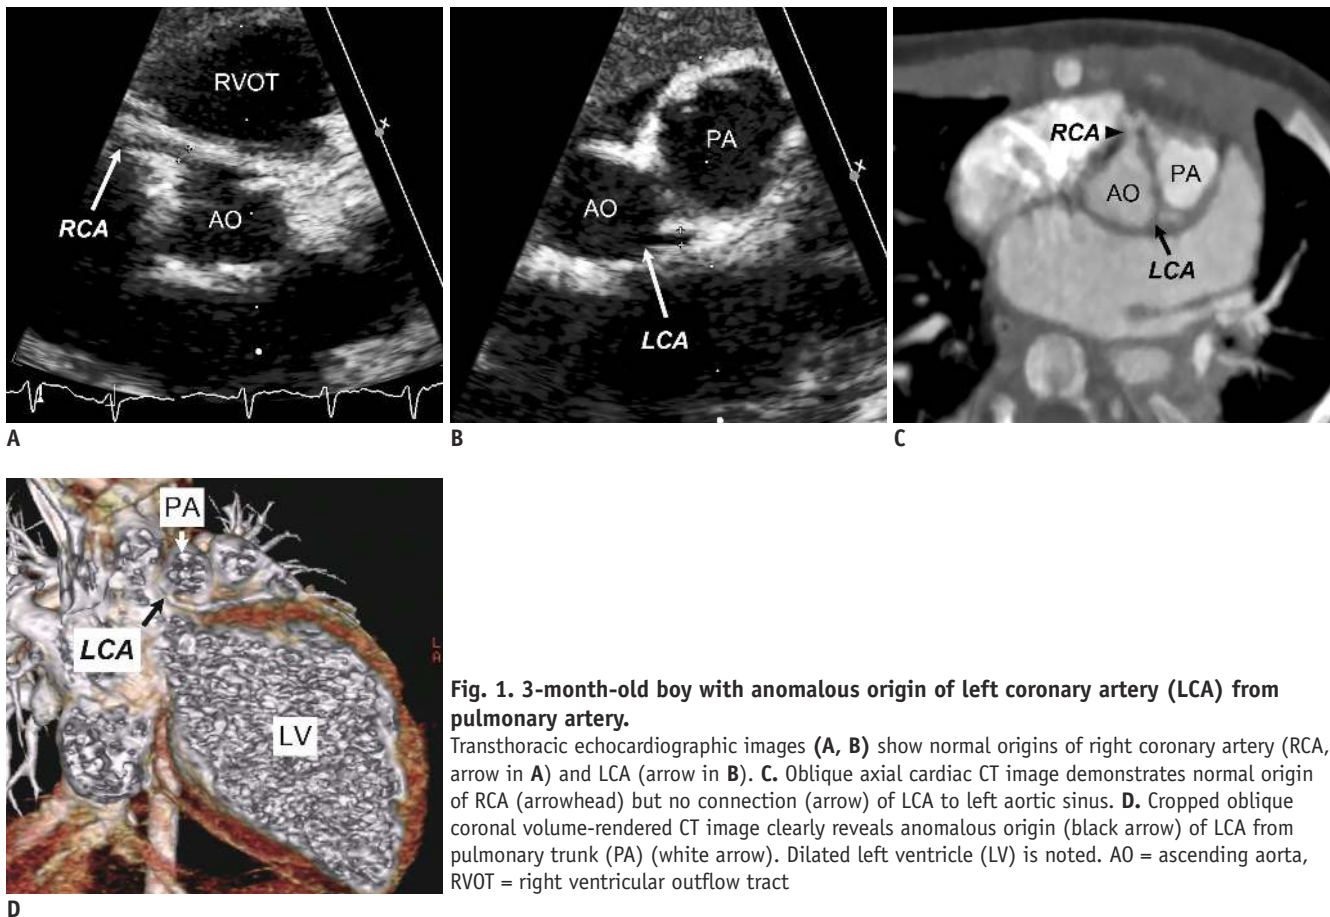 RVOT
RCA
AO
A
PA
AO
LCA
B
RCA
PA
AO
LCA
C
PA
LCA
L
A
LV
D
Fig. 1. 3-month-old boy with anomalous origin of left coronary artery (LCA) from
pulmonary artery.
Transthoracic echocardiographic images (A, B) show normal origins of right coronary artery (RCA,
arrow in A) and LCA (arrow in B). C. Oblique axial cardiac CT image demonstrates normal origin
of RCA (arrowhead) but no connection (arrow) of LCA to left aortic sinus. D. Cropped oblique
coronal volume-rendered CT image clearly reveals anomalous origin (black arrow) of LCA from
pulmonary trunk (PA) (white arrow). Dilated left ventricle (LV) is noted. AO = ascending aorta,
RVOT = right ventricular outflow tract